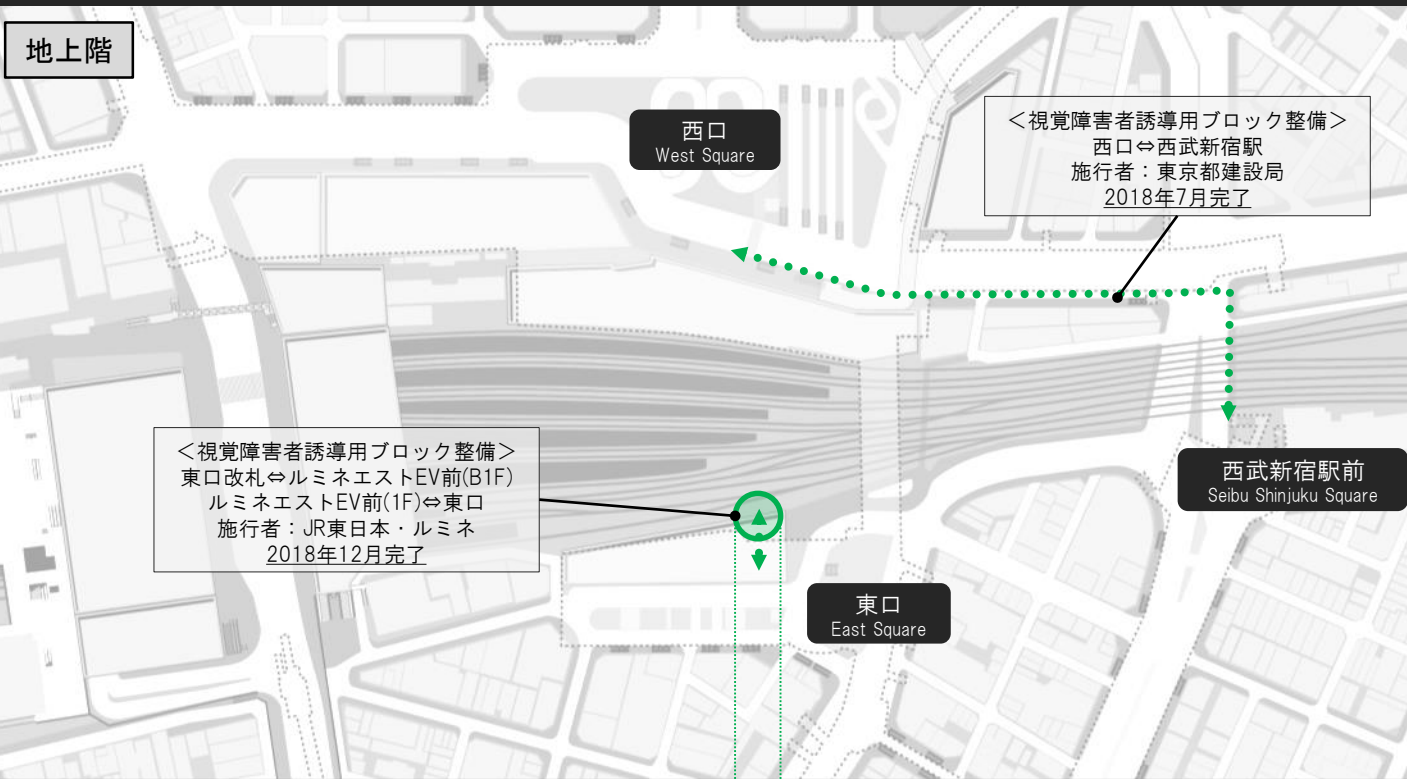 地上階
西口
West Square
＜視覚障害者誘導用ブロック整備＞
西口⇔西武新宿駅
施行者：東京都建設局
2018年7月完了
＜視覚障害者誘導用ブロック整備＞
東口改札⇔ルミネエストEV前(B1F)
ルミネエストEV前(1F)⇔東口
施行者：JR東日本・ルミネ
2018年12月完了
西武新宿駅前
Seibu Shinjuku Square
東口
East Square